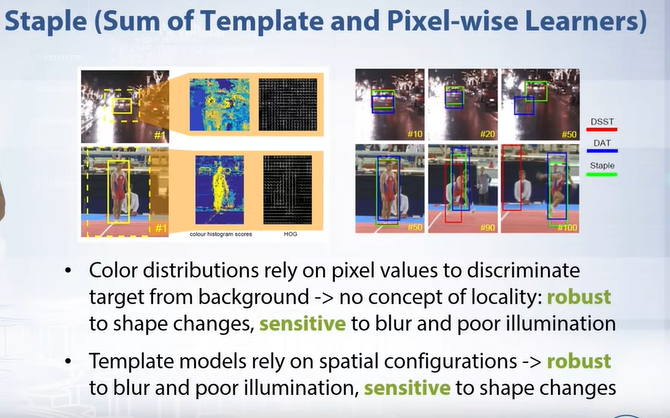 Staple (Sum of Template and Pixel-wise Learners)
#1
#10
#20
#50
DSST
DAT
Staple
#1
#50
#90
#100
colour histogram scores
HOG
• Color distributions rely on pixel values to discriminate
target from background -> no concept of locality: robust
to shape changes, sensitive to blur and poor illumination
• Template models rely on spatial configurations -> robust
to blur and poor illumination, sensitive to shape changes